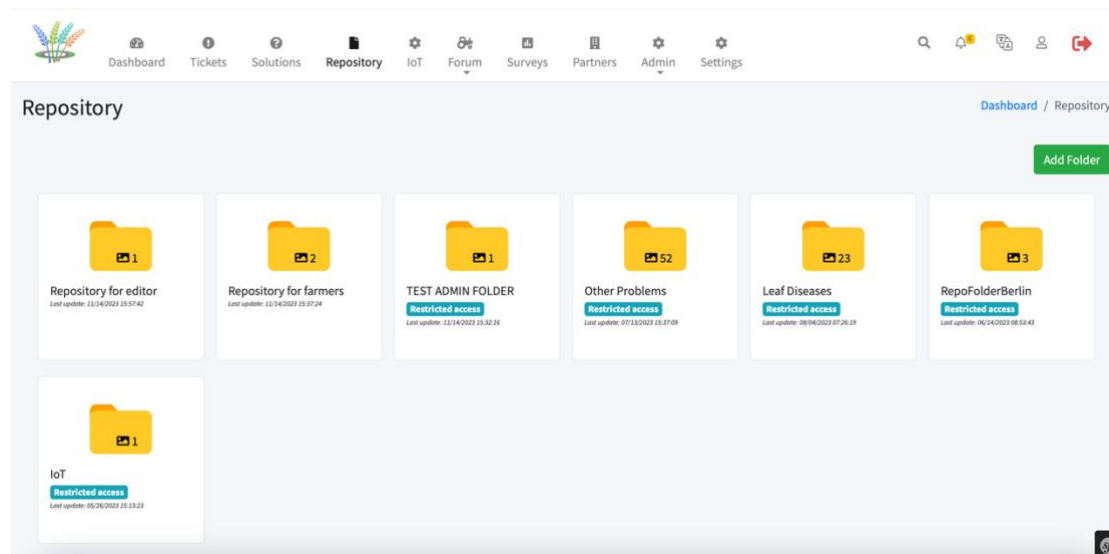 6
Dashboard Tickets Solutions Repository IoT Forum Surveys Partners Admin Settings
Repository
Dashboard / Repository
Add Folder
1 2 1 52 23 3
Repository for editor Repository for farmers TEST ADMIN FOLDER Other Problems Leaf Diseases RepoFolderBerlin
Last update: 11/14/2023 15:57:42 Last update: 11/14/2023 15:37:24 Restricted access Restricted access Restricted access Restricted access
Last update: 11/14/2023 15:32:16 Last update: 07/13/2023 15:37:09 Last update: 08/04/2023 07:26:19 Last update: 06/14/2023 08:53:43
1
IoT
Restricted access
Last update: 05/26/2023 15:13:23